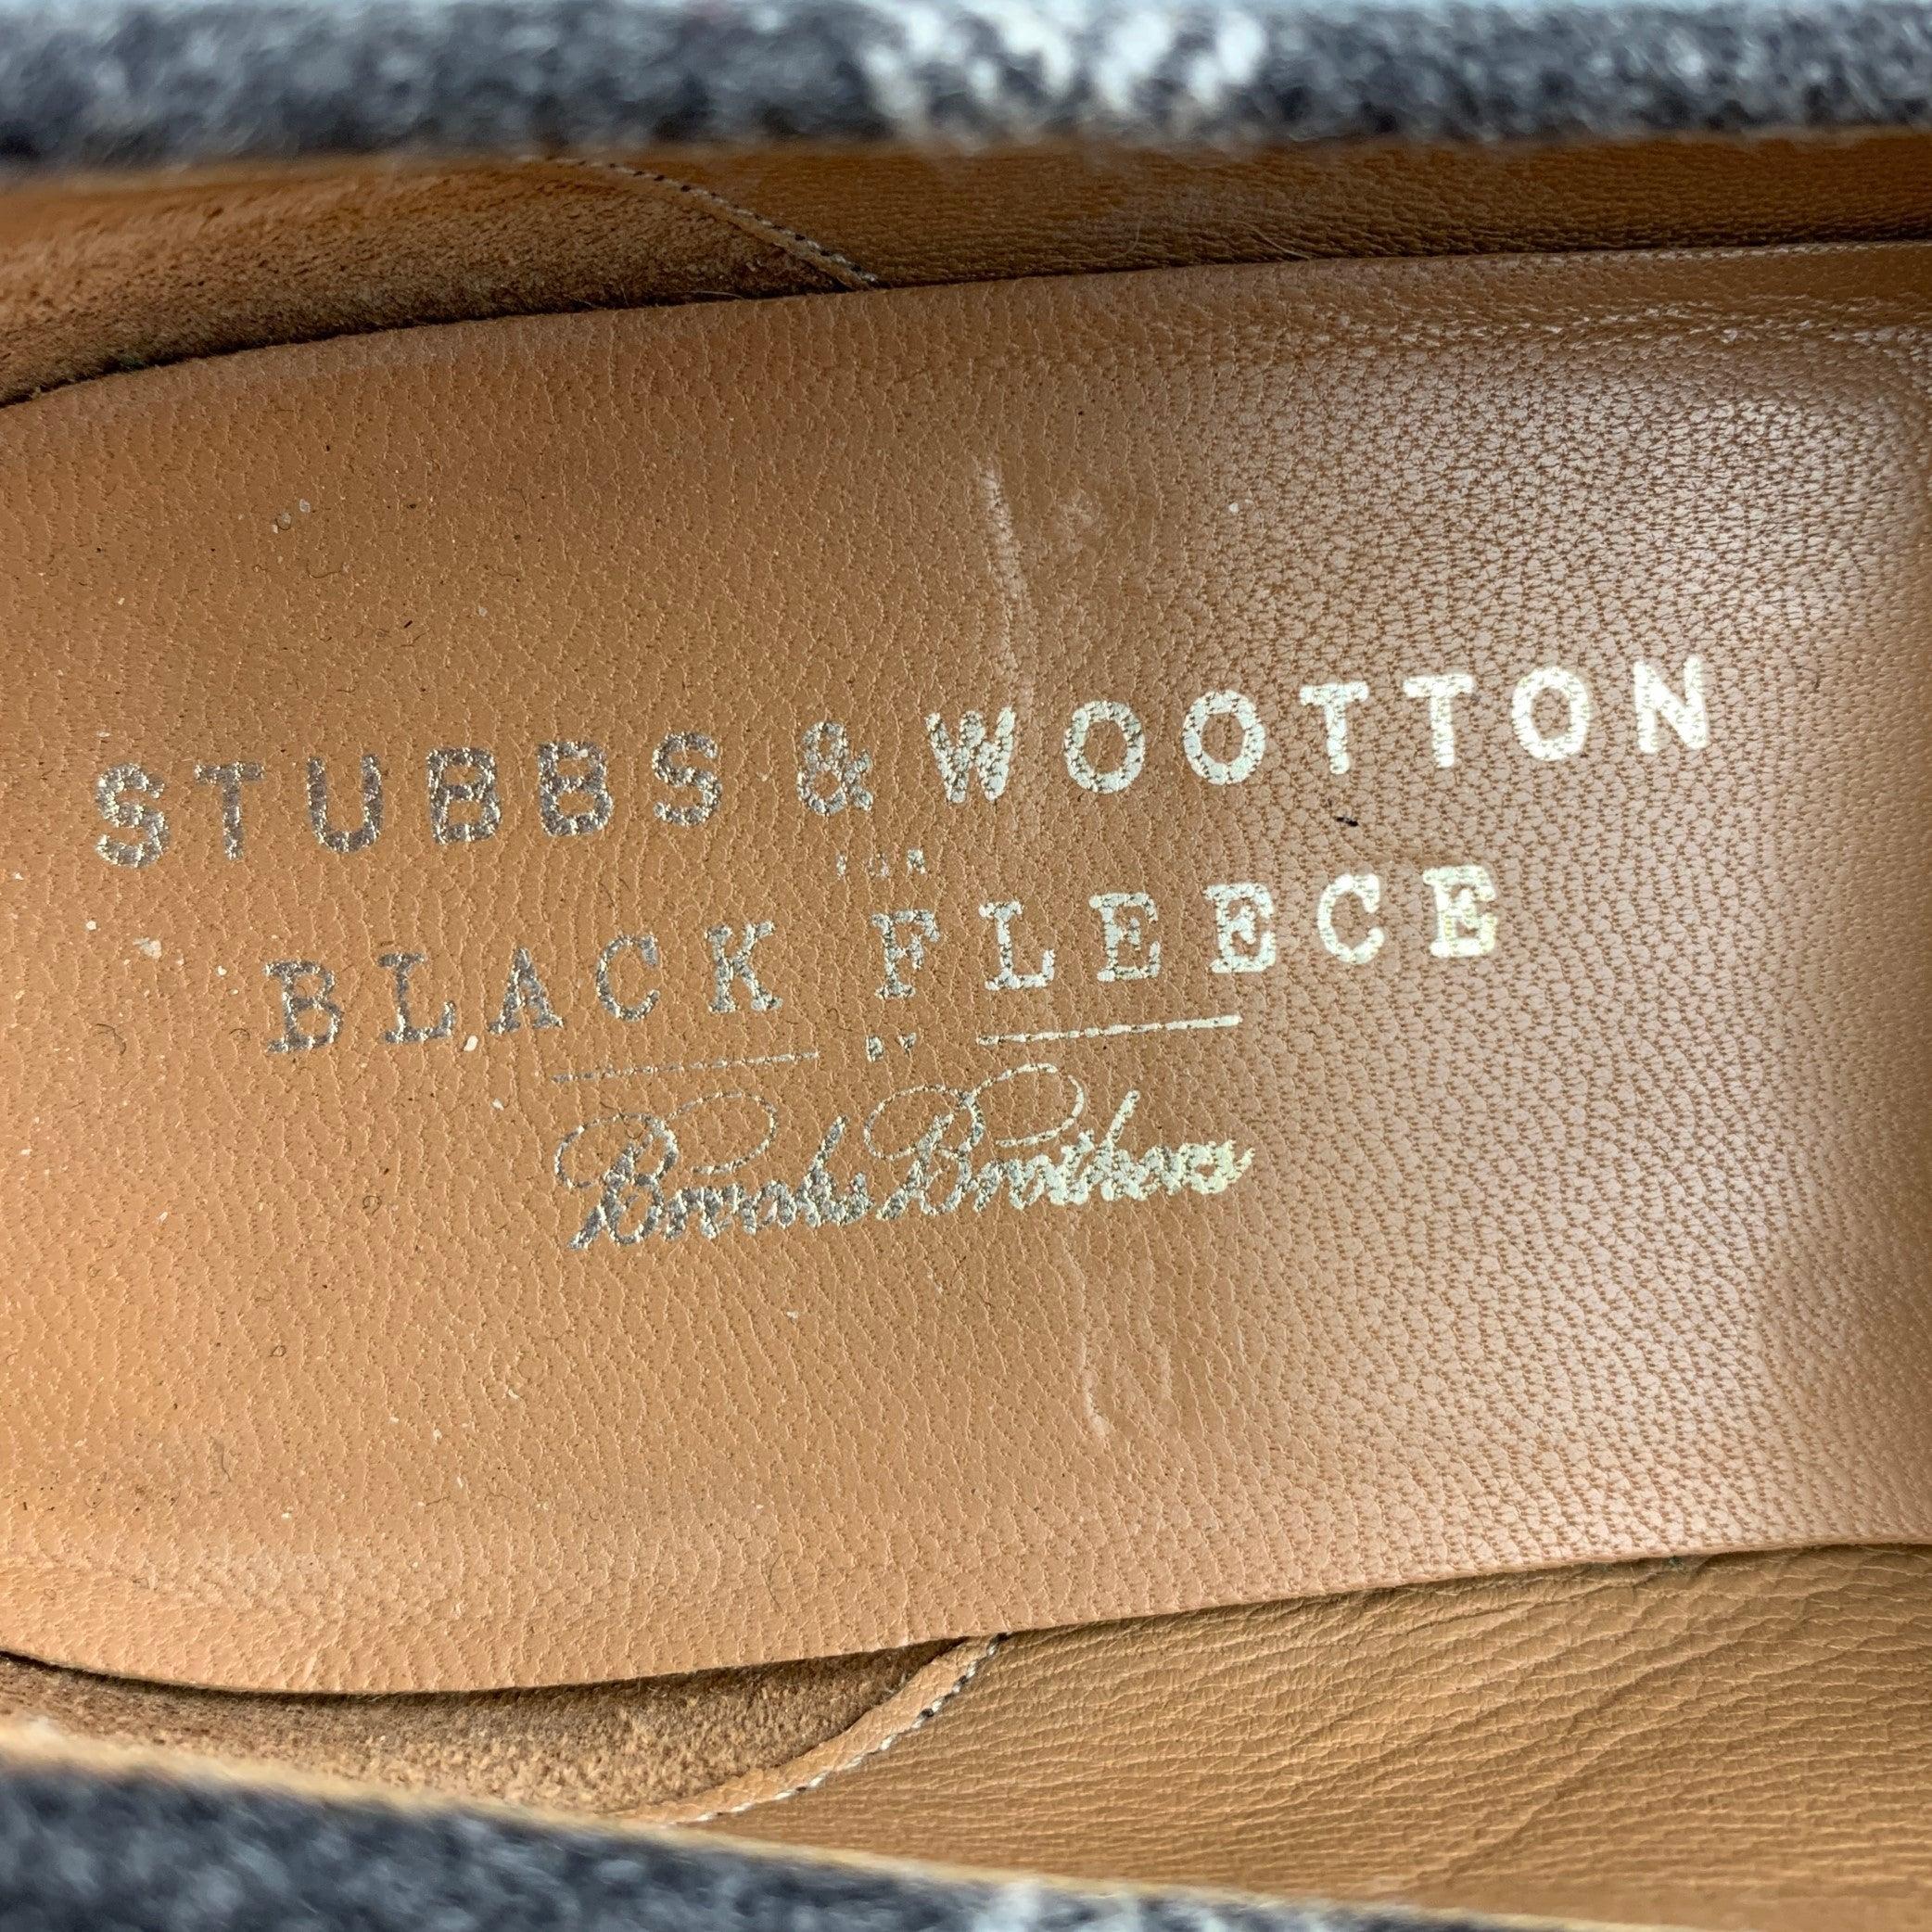 STUBBS & WOOTTON
FOR
BLACK FLEECE
BY
Brooks Brothers